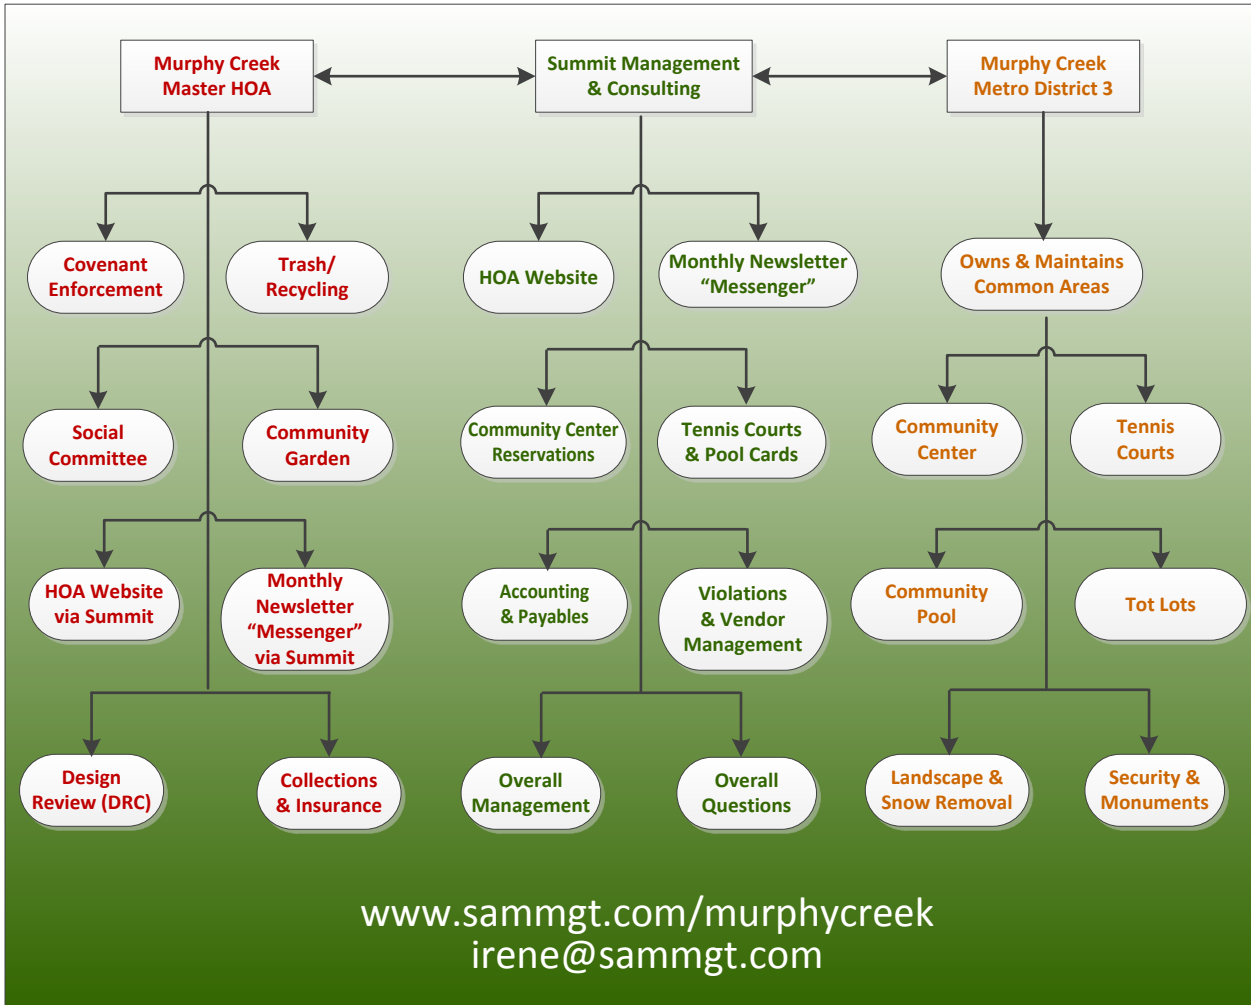 Murphy Creek
Master HOA
Summit Management
& Consulting
Murphy Creek
Metro District 3
Covenant
Enforcement
Trash/
Recycling
HOA Website
Monthly Newsletter
“Messenger”
Owns & Maintains
Common Areas
Social
Committee
Community
Garden
Community Center
Reservations
Tennis Courts
& Pool Cards
Community
Center
Tennis
Courts
HOA Website
via Summit
Monthly
Newsletter
“Messenger”
via Summit
Accounting
& Payables
Violations
& Vendor
Management
Community
Pool
Tot Lots
Design
Review (DRC)
Collections
& Insurance
Overall
Management
Overall
Questions
Landscape &
Snow Removal
Security &
Monuments
www.sammgt.com/murphycreek
irene@sammgt.com